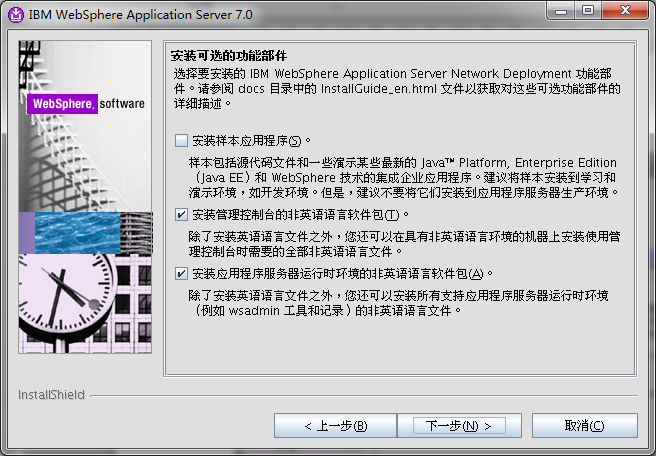 IBM WebSphere Application Server 7.0
WebSphere. software
安装可选的功能部件
选择要安装的 IBM WebSphere Application Server Network Deployment 功能部
件。请参阅 docs 目录中的 InstallGuide_en.html 文件以获取对这些可选功能部件的
详细描述。
安装样本应用程序(S)。
样本包括源代码文件和一些演示某些最新的 Java™ Platform, Enterprise Edition
（Java EE）和 WebSphere 技术的集成企业应用程序。建议将样本安装到学习和
演示环境，如开发环境。但是，建议不要将它们安装到应用程序服务器生产环境。
安装管理控制台的非英语语言软件包(T)。
除了安装英语语言文件之外，您还可以在具有非英语语言环境的机器上安装使用管
理控制台时需要的全部非英语语言文件。
安装应用程序服务器运行时环境的非英语语言软件包(A)。
除了安装英语语言文件之外，您还可以安装所有支持应用程序服务器运行时环境
（例如 wsadmin 工具和记录）的非英语语言文件。
InstallShield
< 上一步(B)
下一步(N) >
取消(C)